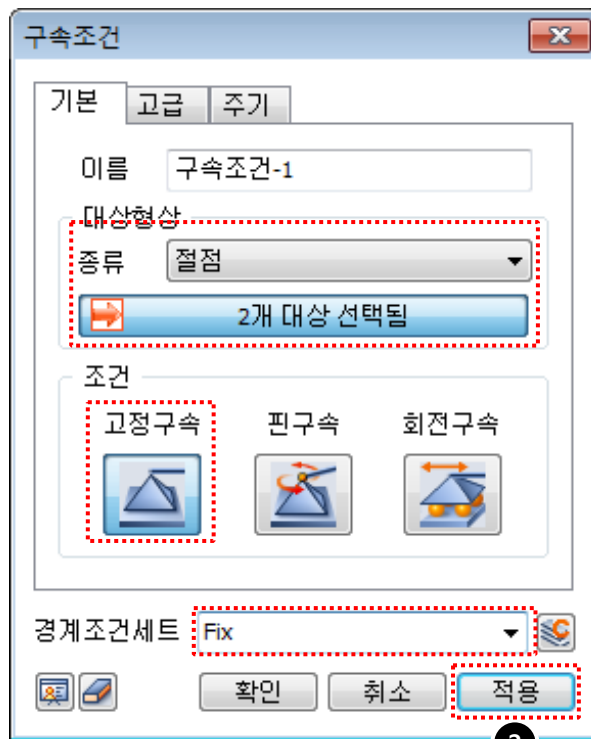 구속조건
기본 고급 주기
이름 구속조건-1
대상형상
종류 절점
2개 대상 선택됨
조건
고정구속 핀구속 회전구속
경계조건세트 Fix
확인 취소 적용